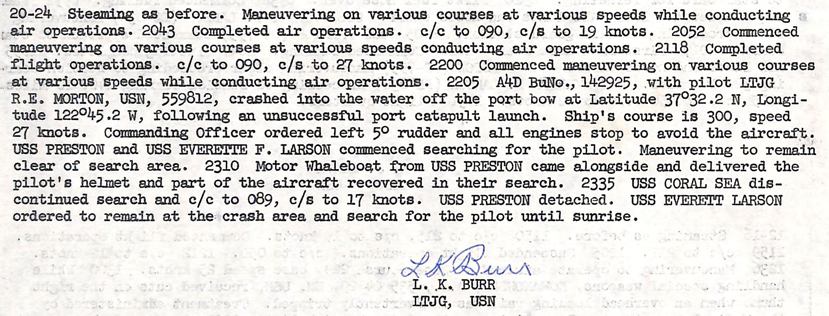 20-24 Steaming as before. Maneuvering on various courses at various speeds while conducting
air operations. 2043 Completed air operations. c/c to 090, c/s to 19 knots. 2052 Commenced
maneuvering on various courses at various speeds conducting air operations. 2118 Completed
flight operations. c/c to 090, c/s to 27 knots. 2200 Commenced maneuvering on various courses
at various speeds while conducting air operations. 2205 A4D BuNo., 142925, with pilot LTJG
R.E. MORTON, USN, 559812, crashed into the water off the port bow at Latitude 37°32.2 N, Longi-
tude 122°45.2 W, following an unsuccessful port catapult launch. Ship's course is 300, speed
27 knots. Commanding Officer ordered left 5° rudder and all engines stop to avoid the aircraft.
USS PRESTON and USS EVERETTE F. LARSON commenced searching for the pilot. Maneuvering to remain
clear of search area. 2310 Motor Whaleboat from USS PRESTON came alongside and delivered the
pilot's helmet and part of the aircraft recovered in their search. 2335 USS CORAL SEA dis-
continued search and c/c to 089, c/s to 17 knots. USS PRESTON detached. USS EVERETT LARSON
ordered to remain at the crash area and search for the pilot until sunrise.
L K Burr
L. K. BURR
LTJG, USN